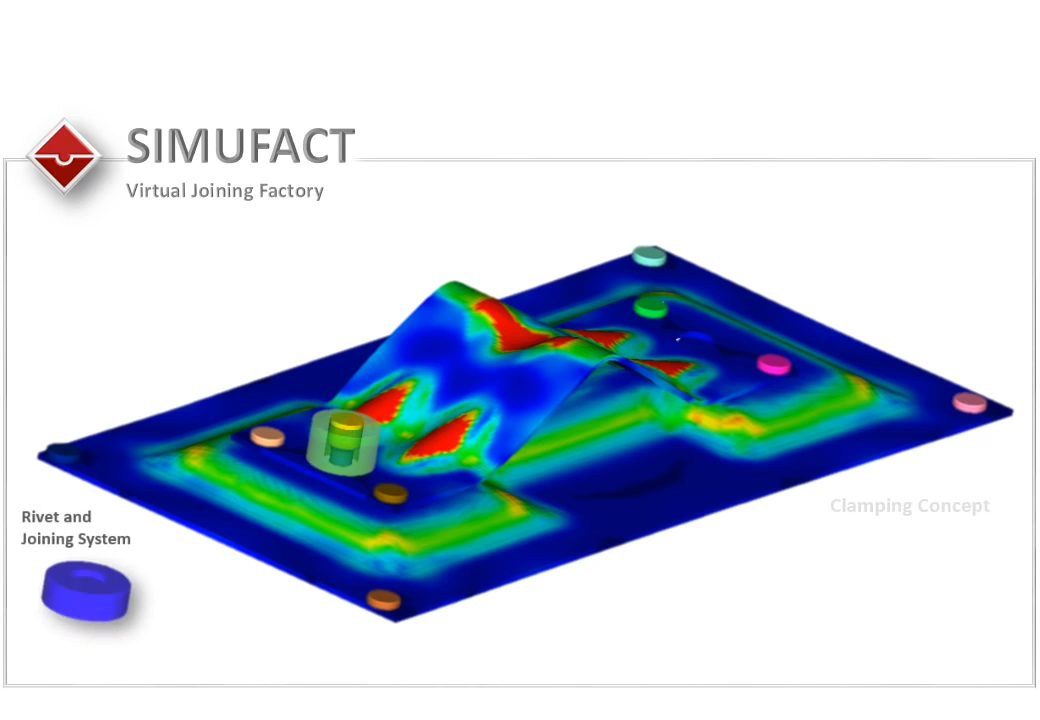 SIMUFACT
Virtual Joining Factory
Clamping Concept
Rivet and
Joining System